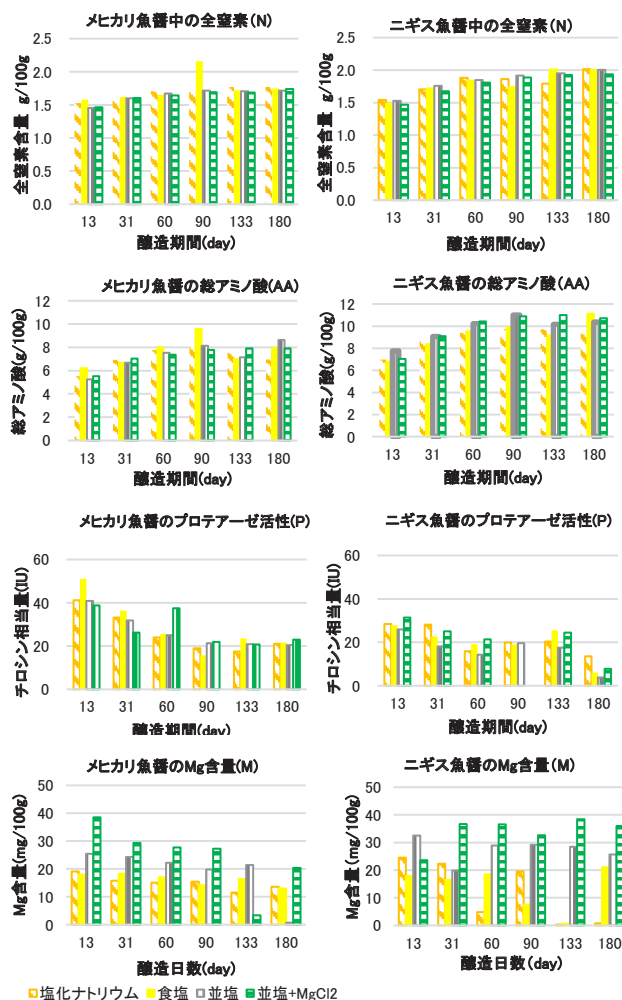 メヒカリ魚醤中の全窒素(N)
全窒素含量 g/100g
2.5
2.0
1.5
1.0
0.5
0.0
13 31 60 90 133 180
醸造期間(day)
ニギス魚醤中の全窒素(N)
全窒素含量 g/100g
2.5
2.0
1.5
1.0
0.5
0.0
13 31 60 90 133 180
醸造期間(day)
メヒカリ魚醤の総アミノ酸(AA)
総アミノ酸(g/100g)
12
10
8
6
4
2
0
13 31 60 90 133 180
醸造期間(day)
ニギス魚醤の総アミノ酸(AA)
総アミノ酸(g/100g)
12
10
8
6
4
2
0
13 31 60 90 133 180
醸造期間(day)
メヒカリ魚醤のプロテアーゼ活性(P)
チロシン相当量(IU)
60
40
20
0
13 31 60 90 133 180
醸造期間(day)
ニギス魚醤のプロテアーゼ活性(P)
チロシン相当量(IU)
60
40
20
0
13 31 60 90 133 180
醸造期間(day)
メヒカリ魚醤のMg含量(M)
Mg含量(mg/100g)
50
40
30
20
10
0
13 31 60 90 133 180
醸造日数(day)
ニギス魚醤のMg含量(M)
Mg含量(mg/100g)
50
40
30
20
10
0
13 31 60 90 133 180
醸造日数(day)
塩化ナトリウム 食塩 並塩 並塩+MgCl2